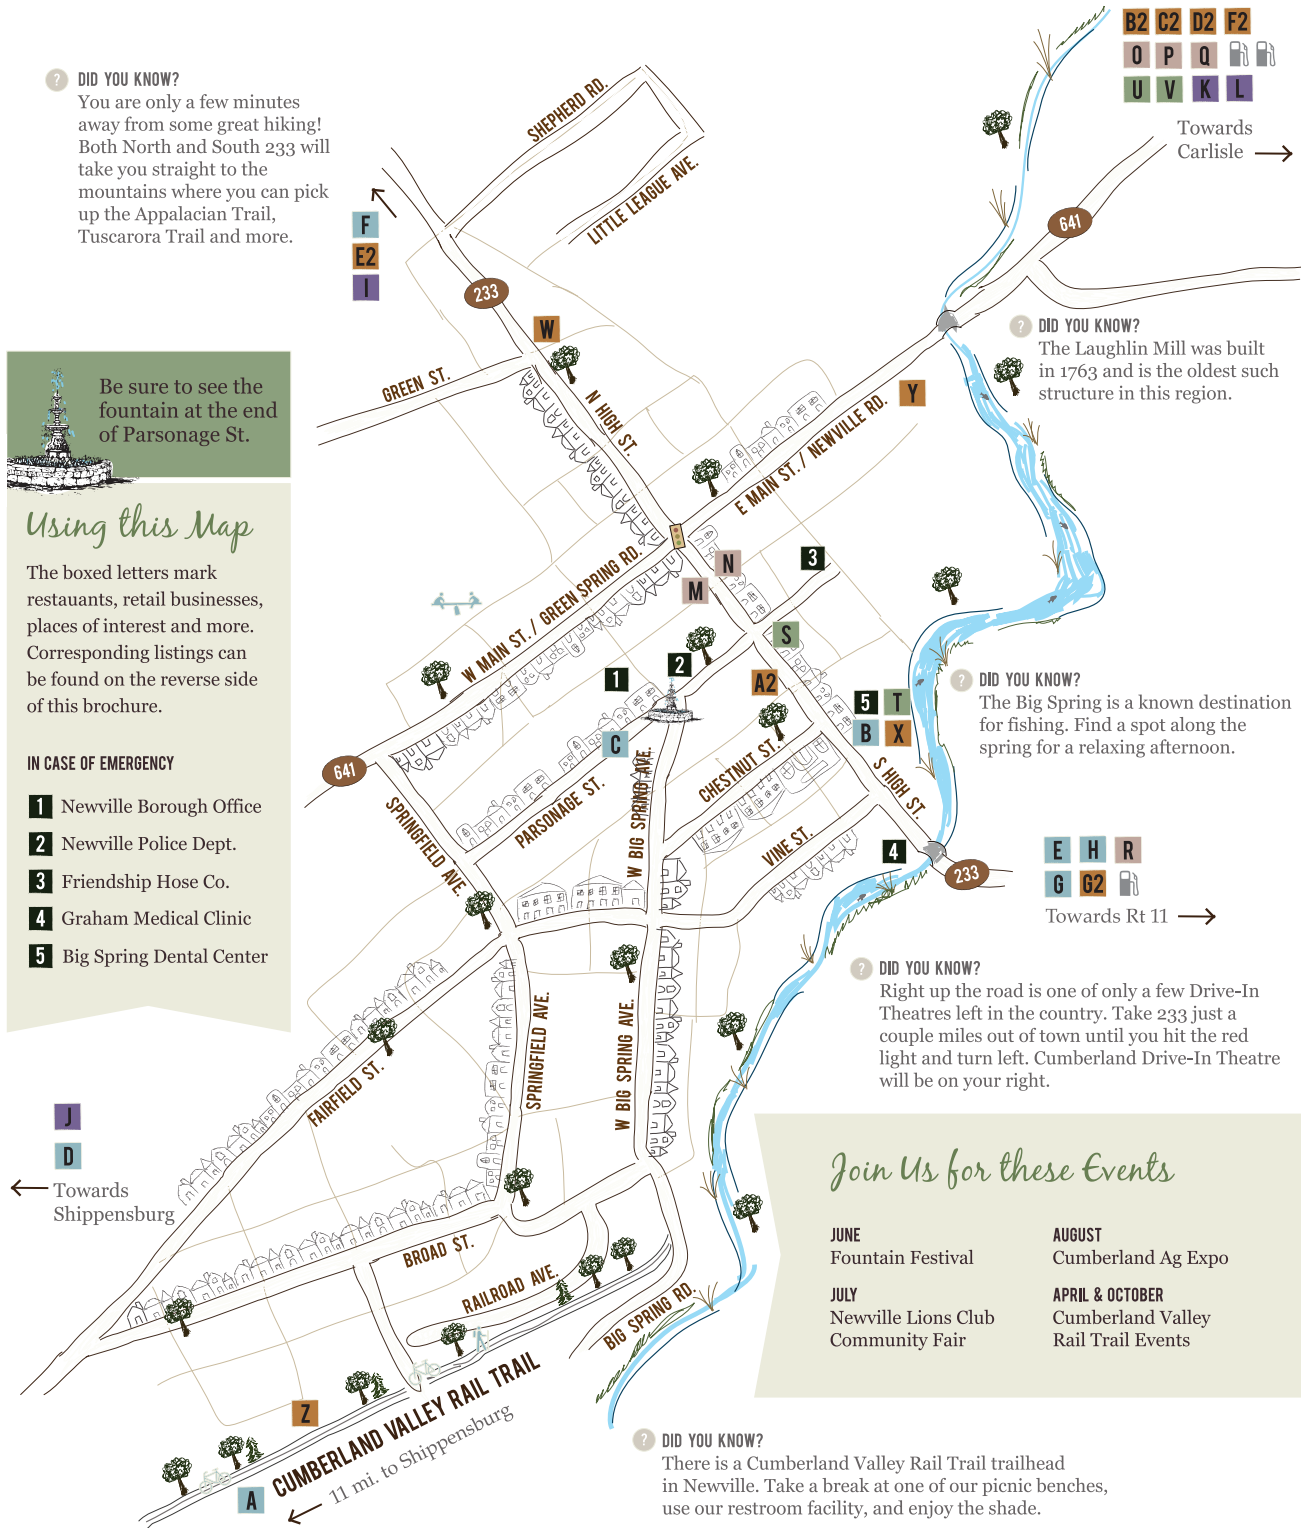 DID YOU KNOW?
You are only a few minutes
away from some great hiking!
Both North and South 233 will
take you straight to the
mountains where you can pick
up the Appalacian Trail,
Tuscarora Trail and more.
B2 C2 D2 F2
O P Q
U V K L
Towards
Carlisle
SHEPHERD RD.
LITTLE LEAGUE AVE.
F
E2
I
641
233
W
DID YOU KNOW?
The Laughlin Mill was built
in 1763 and is the oldest such
structure in this region.
GREEN ST.
N HIGH ST.
Y
E MAIN ST. / NEWVILLE RD.
Be sure to see the
fountain at the end
of Parsonage St.
Using this Map
The boxed letters mark
restauants, retail businesses,
places of interest and more.
Corresponding listings can
be found on the reverse side
of this brochure.
IN CASE OF EMERGENCY
1 Newville Borough Office
2 Newville Police Dept.
3 Friendship Hose Co.
4 Graham Medical Clinic
5 Big Spring Dental Center
W MAIN ST. / GREEN SPRING RD.
N
M
3
S
1
2
A2
5 T
B X
C
DID YOU KNOW?
The Big Spring is a known destination
for fishing. Find a spot along the
spring for a relaxing afternoon.
641
SPRINGFIELD AVE.
PARSONAGE ST.
W BIG SPRING AVE.
CHESTNUT ST.
S HIGH ST.
VINE ST.
4
233
E H R
G G2
Towards Rt 11
DID YOU KNOW?
Right up the road is one of only a few Drive-In
Theatres left in the country. Take 233 just a
couple miles out of town until you hit the red
light and turn left. Cumberland Drive-In Theatre
will be on your right.
FAIRFIELD ST.
SPRINGFIELD AVE.
W BIG SPRING AVE.
J
D
Towards
Shippensburg
BROAD ST.
RAILROAD AVE.
BIG SPRING RD.
Join Us for these Events
JUNE
Fountain Festival
JULY
Newville Lions Club
Community Fair
AUGUST
Cumberland Ag Expo
APRIL & OCTOBER
Cumberland Valley
Rail Trail Events
Z
A
CUMBERLAND VALLEY RAIL TRAIL
11 mi. to Shippensburg
DID YOU KNOW?
There is a Cumberland Valley Rail Trail trailhead
in Newville. Take a break at one of our picnic benches,
use our restroom facility, and enjoy the shade.